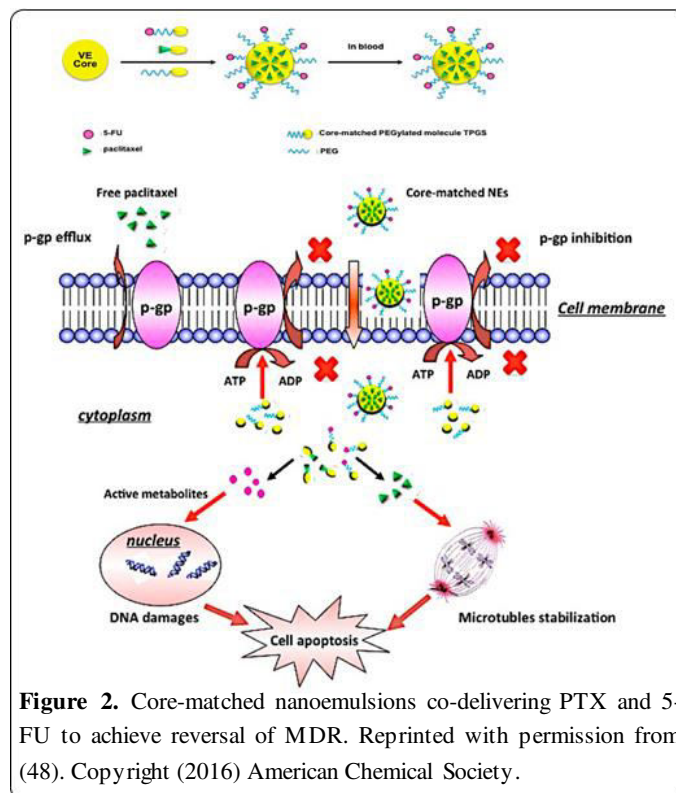 VE
Core
In blood
:5-FU
Core-matched PEGylated molecule TPGS
:paclitaxel
:PEG
Free paclitaxel
Core-matched NEs
p-gp efflux
p-gp inhibition
p-gp
p-gp
p-gp
Cell membrane
ATP
ADP
ATP
ADP
cytoplasm
Active metabolites
nucleus
DNA damages
Cell apoptosis
Microtubles stabilization
Figure 2. Core-matched nanoemulsions co-delivering PTX and 5-
FU to achieve reversal of MDR. Reprinted with permission from
(48). Copyright (2016) American Chemical Society.